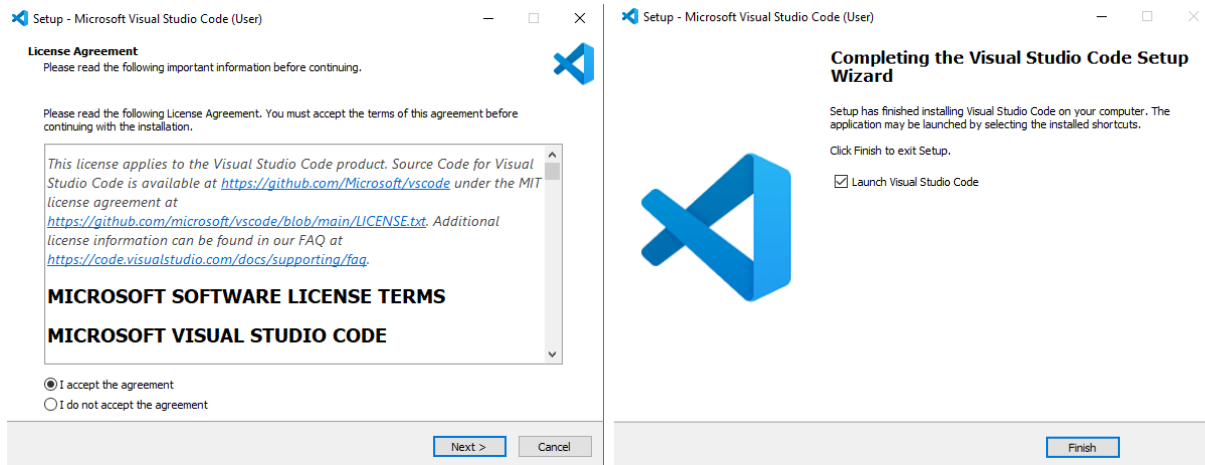 Setup - Microsoft Visual Studio Code (User)
License Agreement
Please read the following important information before continuing.
Please read the following License Agreement. You must accept the terms of this agreement before
continuing with the installation.
This license applies to the Visual Studio Code product. Source Code for Visual
Studio Code is available at https://github.com/Microsoft/vscode under the MIT
license agreement at
https://github.com/microsoft/vscode/blob/main/LICENSE.txt. Additional
license information can be found in our FAQ at
https://code.visualstudio.com/docs/supporting/faq.
MICROSOFT SOFTWARE LICENSE TERMS
MICROSOFT VISUAL STUDIO CODE
I accept the agreement
I do not accept the agreement
Next >
Cancel
Setup - Microsoft Visual Studio Code (User)
Completing the Visual Studio Code Setup
Wizard
Setup has finished installing Visual Studio Code on your computer. The
application may be launched by selecting the installed shortcuts.
Click Finish to exit Setup.
Launch Visual Studio Code
Finish